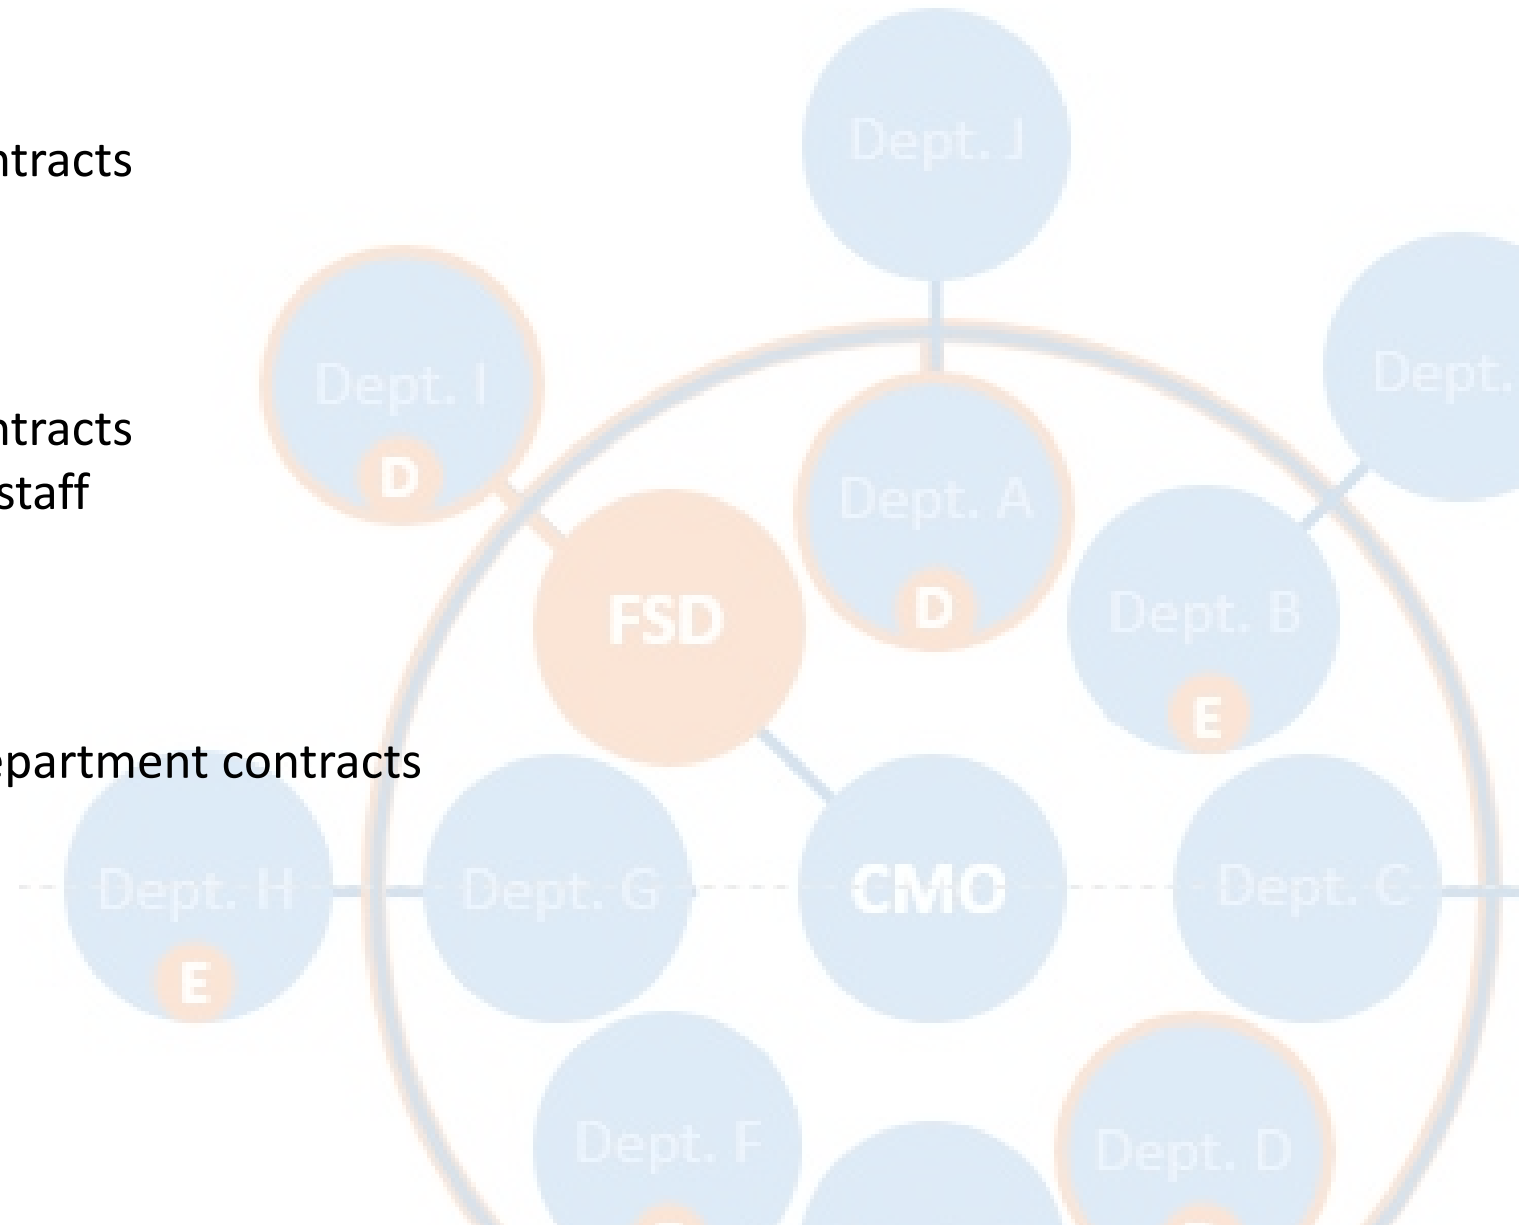 Dept. J
ntracts
Dept.
Dept. I
ntracts
D
staff
Dept. A
D
FSD
Dept. B
E
epartment contracts
Dept. H
Dept. G
CMO
Dept. C
E
Dept. F
Dept. D